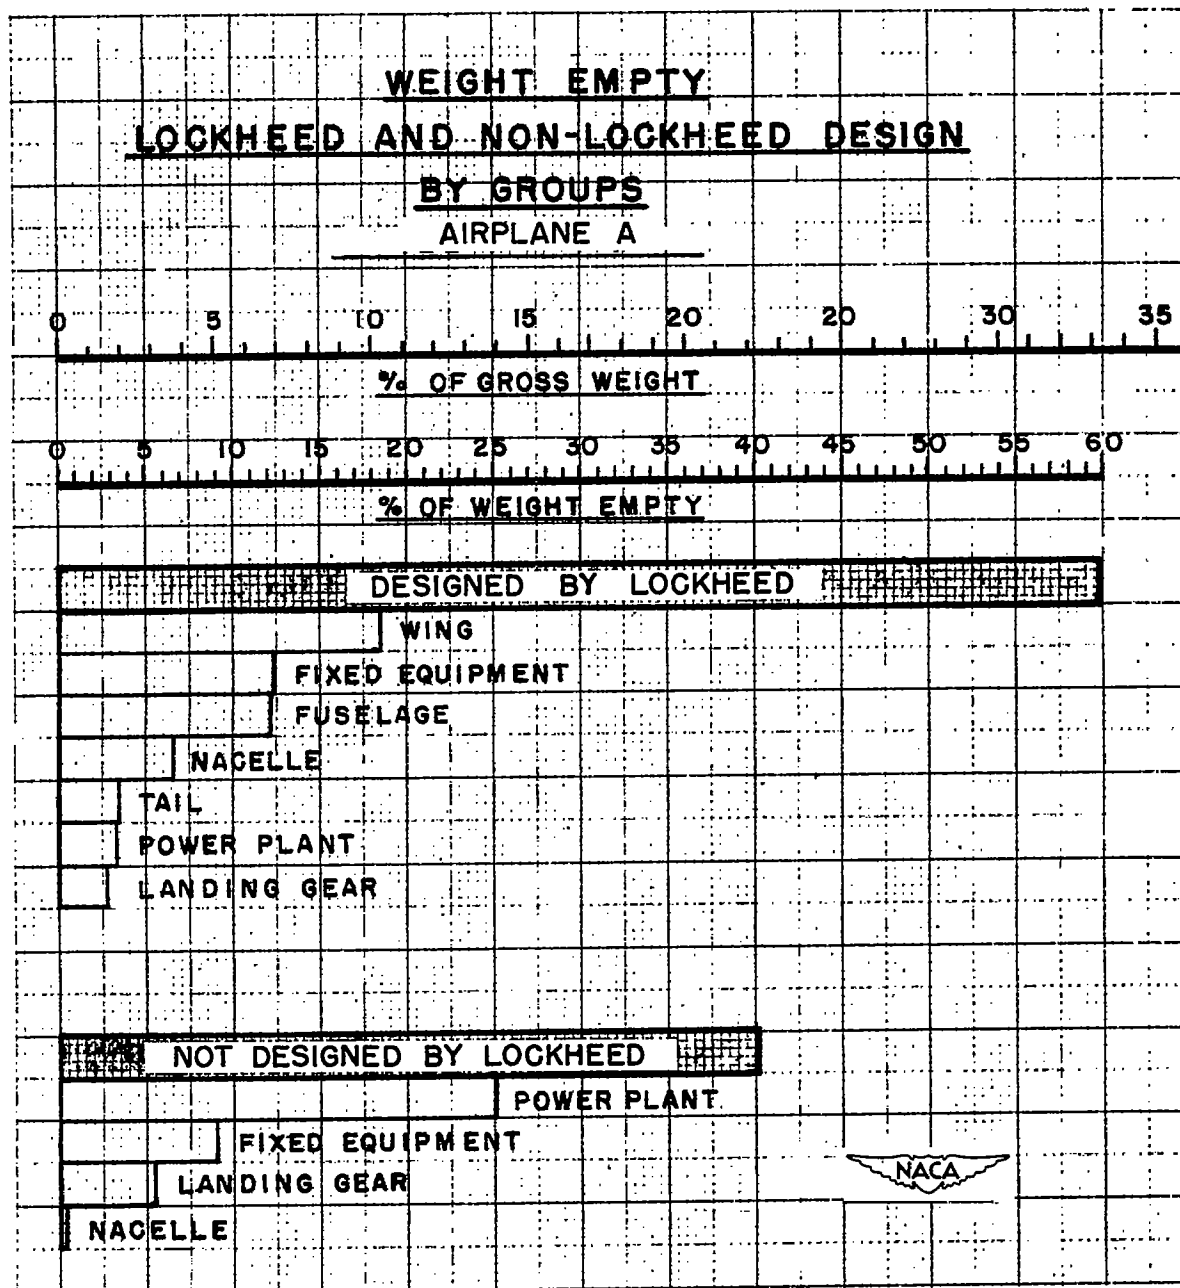 WEIGHT EMPTY
LOCKHEED AND NON-LOCKHEED DESIGN
BY GROUPS
AIRPLANE A
0 5 10 15 20 20 30 35
% OF GROSS WEIGHT
0 5 10 15 20 25 30 35 40 45 50 55 60
% OF WEIGHT EMPTY
DESIGNED BY LOCKHEED
WING
FIXED EQUIPMENT
FUSELAGE
NACELLE
TAIL
POWER PLANT
LANDING GEAR
NOT DESIGNED BY LOCKHEED
POWER PLANT
FIXED EQUIPMENT
LANDING GEAR
NACELLE
NACA